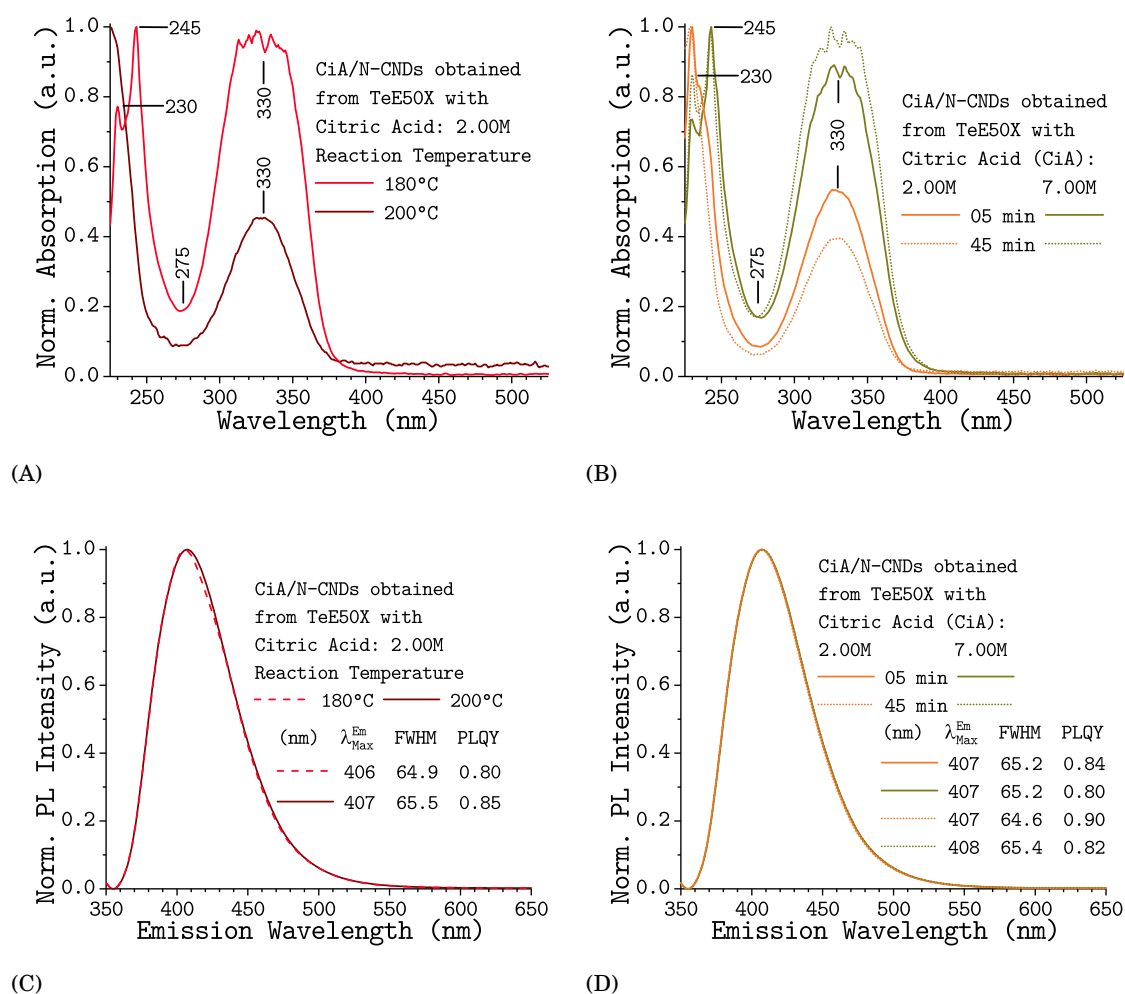 1.0
0.8
0.6
0.4
0.2
0.0
Norm. Absorption (a.u.)
245
230
330
330
275
CiA/N-CNDs obtained
from TeE50X with
Citric Acid: 2.00M
Reaction Temperature
180°C
200°C
250 300 350 400 450 500
Wavelength (nm)
(A)
1.0
0.8
0.6
0.4
0.2
0.0
Norm. Absorption (a.u.)
245
230
330
275
CiA/N-CNDs obtained
from TeE50X with
Citric Acid (CiA):
2.00M 7.00M
05 min
45 min
250 300 350 400 450 500
Wavelength (nm)
(B)
1.0
0.8
0.6
0.4
0.2
0.0
Norm. PL Intensity (a.u.)
CiA/N-CNDs obtained
from TeE50X with
Citric Acid: 2.00M
Reaction Temperature
180°C 200°C
(nm) λ Em Max FWHM PLQY
406 64.9 0.80
407 65.5 0.85
350 400 450 500 550 600 650
Emission Wavelength (nm)
(C)
1.0
0.8
0.6
0.4
0.2
0.0
Norm. PL Intensity (a.u.)
CiA/N-CNDs obtained
from TeE50X with
Citric Acid (CiA):
2.00M 7.00M
05 min
45 min
(nm) λ Em Max FWHM PLQY
407 65.2 0.84
407 65.2 0.80
407 64.6 0.90
408 65.4 0.82
350 400 450 500 550 600 650
Emission Wavelength (nm)
(D)